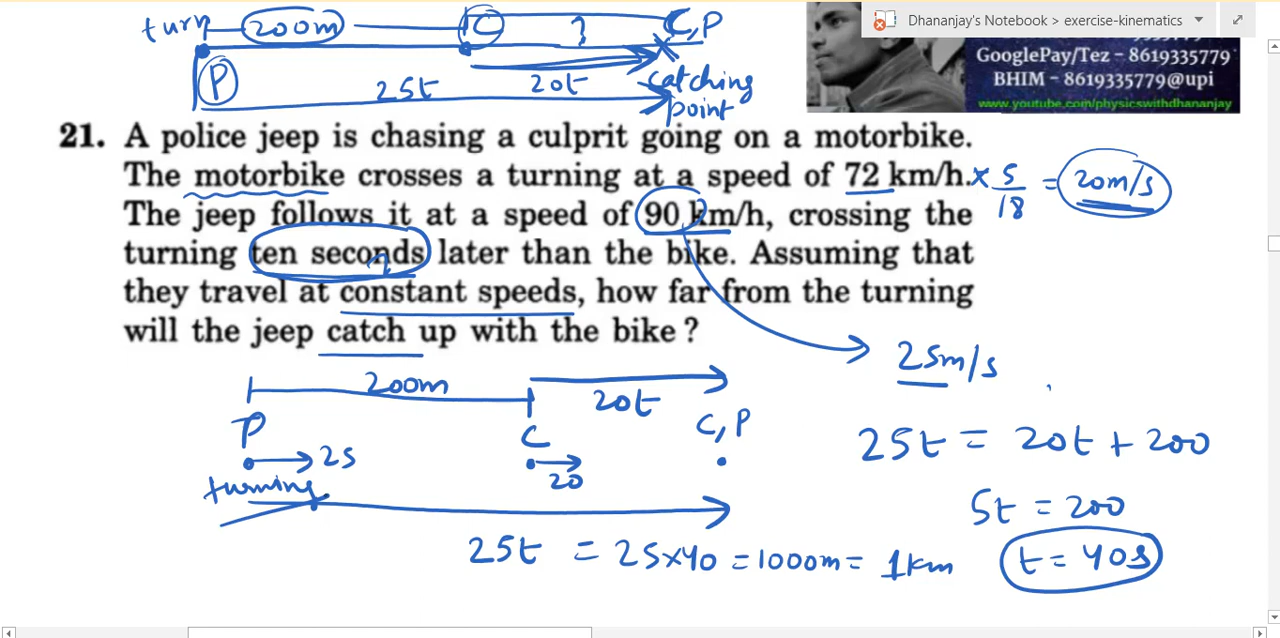 Dhananjay's Notebook > exercise-kinematics
turn 200m C ? C, P
P 25t 20t catching
point
GooglePay/Tez - 8619335779
BHIM - 8619335779@upi
www.youtube.com/physicswithdhananjay
21. A police jeep is chasing a culprit going on a motorbike.
The motorbike crosses a turning at a speed of 72 km/h. × 5/18 = 20m/s
The jeep follows it at a speed of 90 km/h, crossing the
turning ten seconds later than the bike. Assuming that
they travel at constant speeds, how far from the turning
will the jeep catch up with the bike ?
25m/s
200m 20t
P C C, P
25 20
turning
25t = 20t + 200
5t = 200
t = 40s
25t = 25×40 = 1000m = 1km